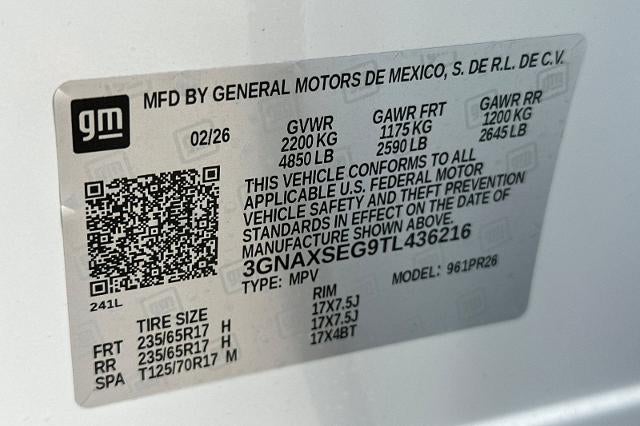 gm
MFD BY GENERAL MOTORS DE MEXICO, S. DE R.L. DE C.V.
02/26 GVWR GAWR FRT GAWR RR
2200 KG 1175 KG 1200 KG
4850 LB 2590 LB 2645 LB
THIS VEHICLE CONFORMS TO ALL
APPLICABLE U.S. FEDERAL MOTOR
VEHICLE SAFETY AND THEFT PREVENTION
STANDARDS IN EFFECT ON THE DATE OF
MANUFACTURE SHOWN ABOVE.
3GNAXSEG9TL436216
TYPE: MPV MODEL: 961PR26
241L
TIRE SIZE RIM
FRT 235/65R17 H 17X7.5J
RR 235/65R17 H 17X7.5J
SPA T125/70R17 M 17X4BT